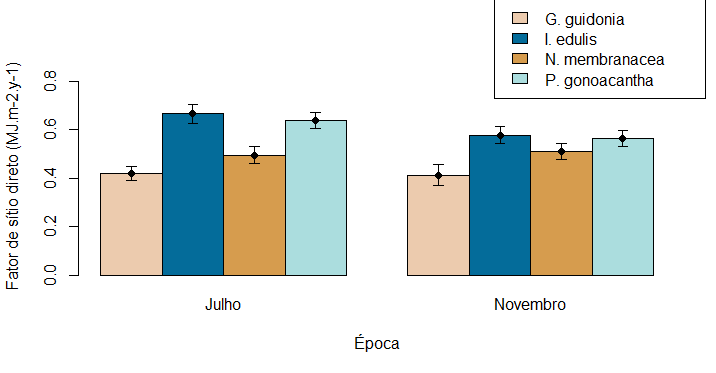 G. guidonia
I. edulis
N. membranacea
P. gonoacantha
Fator de sítio direto (MJ.m-2.y-1)
0.8
0.6
0.4
0.2
0.0
Julho
Novembro
Época